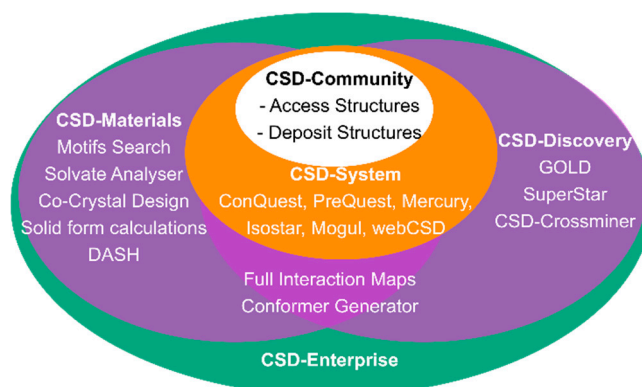 CSD-Community
- Access Structures
- Deposit Structures
CSD-Materials
Motifs Search
Solvate Analyser
Co-Crystal Design
Solid form calculations
DASH
CSD-System
ConQuest, PreQuest, Mercury,
Isostar, Mogul, webCSD
CSD-Discovery
GOLD
SuperStar
CSD-Crossminer
Full Interaction Maps
Conformer Generator
CSD-Enterprise